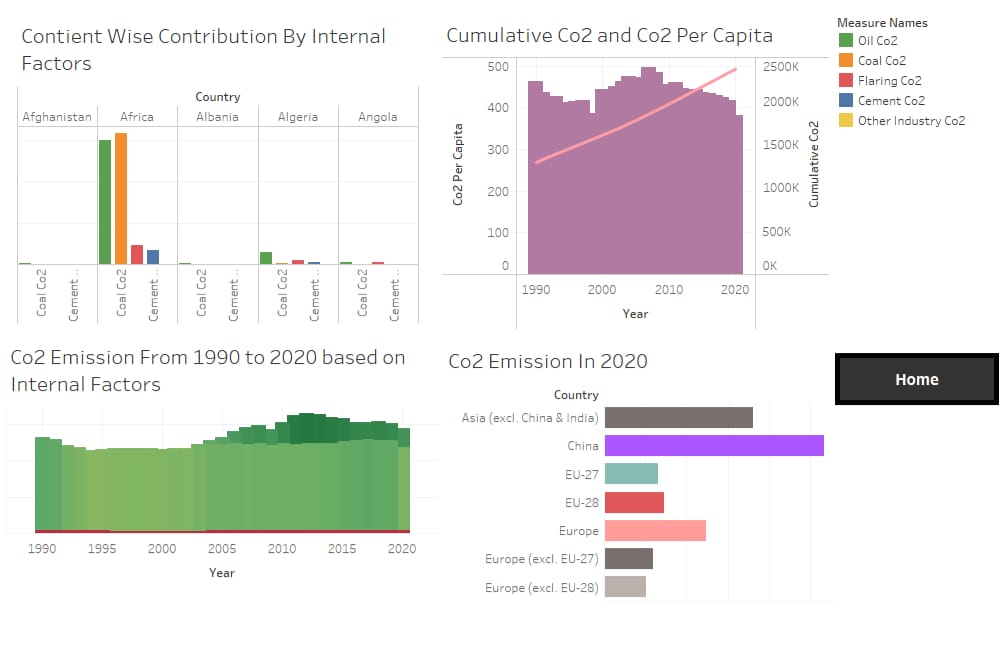 Contient Wise Contribution By Internal
Factors
Country
Afghanistan Africa Albania Algeria Angola
Coal Co2 Cement .. Coal Co2 Cement .. Coal Co2 Cement .. Coal Co2 Cement .. Coal Co2 Cement ..
Cumulative Co2 and Co2 Per Capita
Co2 Per Capita
500
400
300
200
100
0
2500K
2000K
1500K
1000K
500K
0K
Cumulative Co2
1990 2000 2010 2020
Year
Measure Names
Oil Co2
Coal Co2
Flaring Co2
Cement Co2
Other Industry Co2
Co2 Emission From 1990 to 2020 based on
Internal Factors
1990 1995 2000 2005 2010 2015 2020
Year
Co2 Emission In 2020
Country
Asia (excl. China & India)
China
EU-27
EU-28
Europe
Europe (excl. EU-27)
Europe (excl. EU-28)
Home